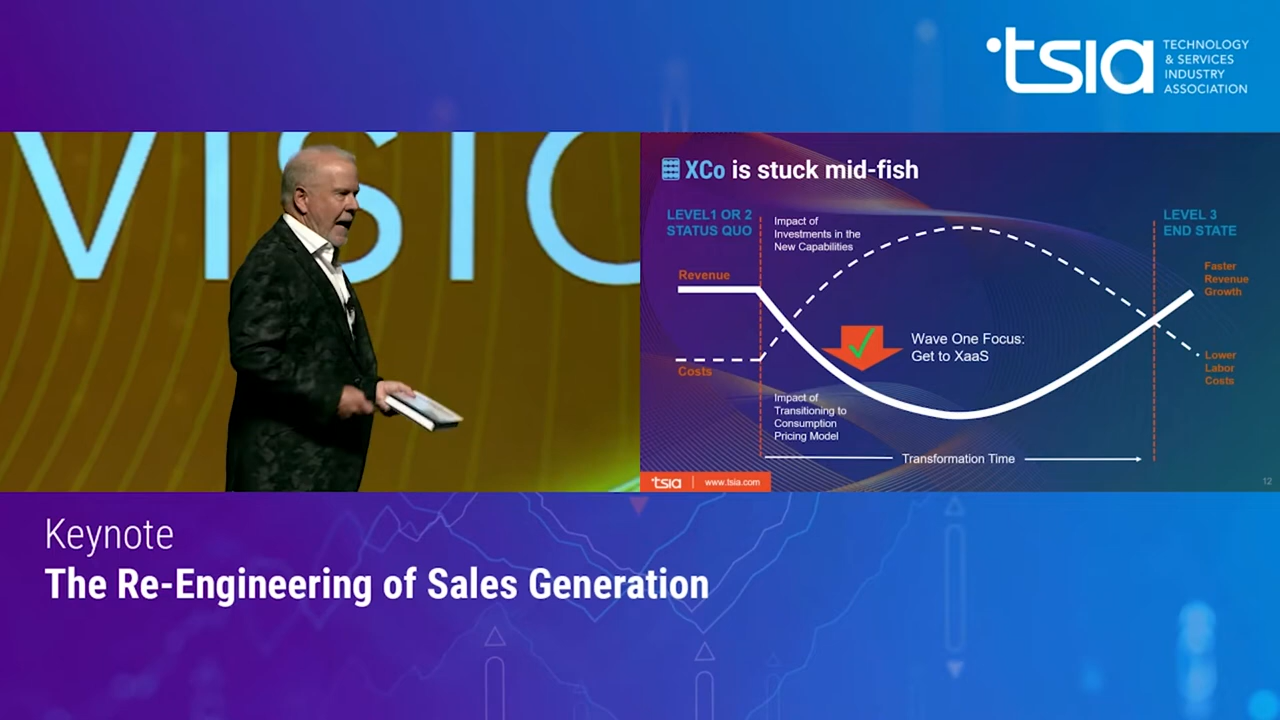 tsia
TECHNOLOGY
& SERVICES
INDUSTRY
ASSOCIATION
VISIO
XCo is stuck mid-fish
LEVEL1 OR 2
STATUS QUO
Impact of
Investments in the
New Capabilities
LEVEL 3
END STATE
Revenue
Faster
Revenue
Growth
Wave One Focus:
Get to XaaS
Costs
Lower
Labor
Costs
Impact of
Transitioning to
Consumption
Pricing Model
Transformation Time
tsia | www.tsia.com
12
Keynote
The Re-Engineering of Sales Generation